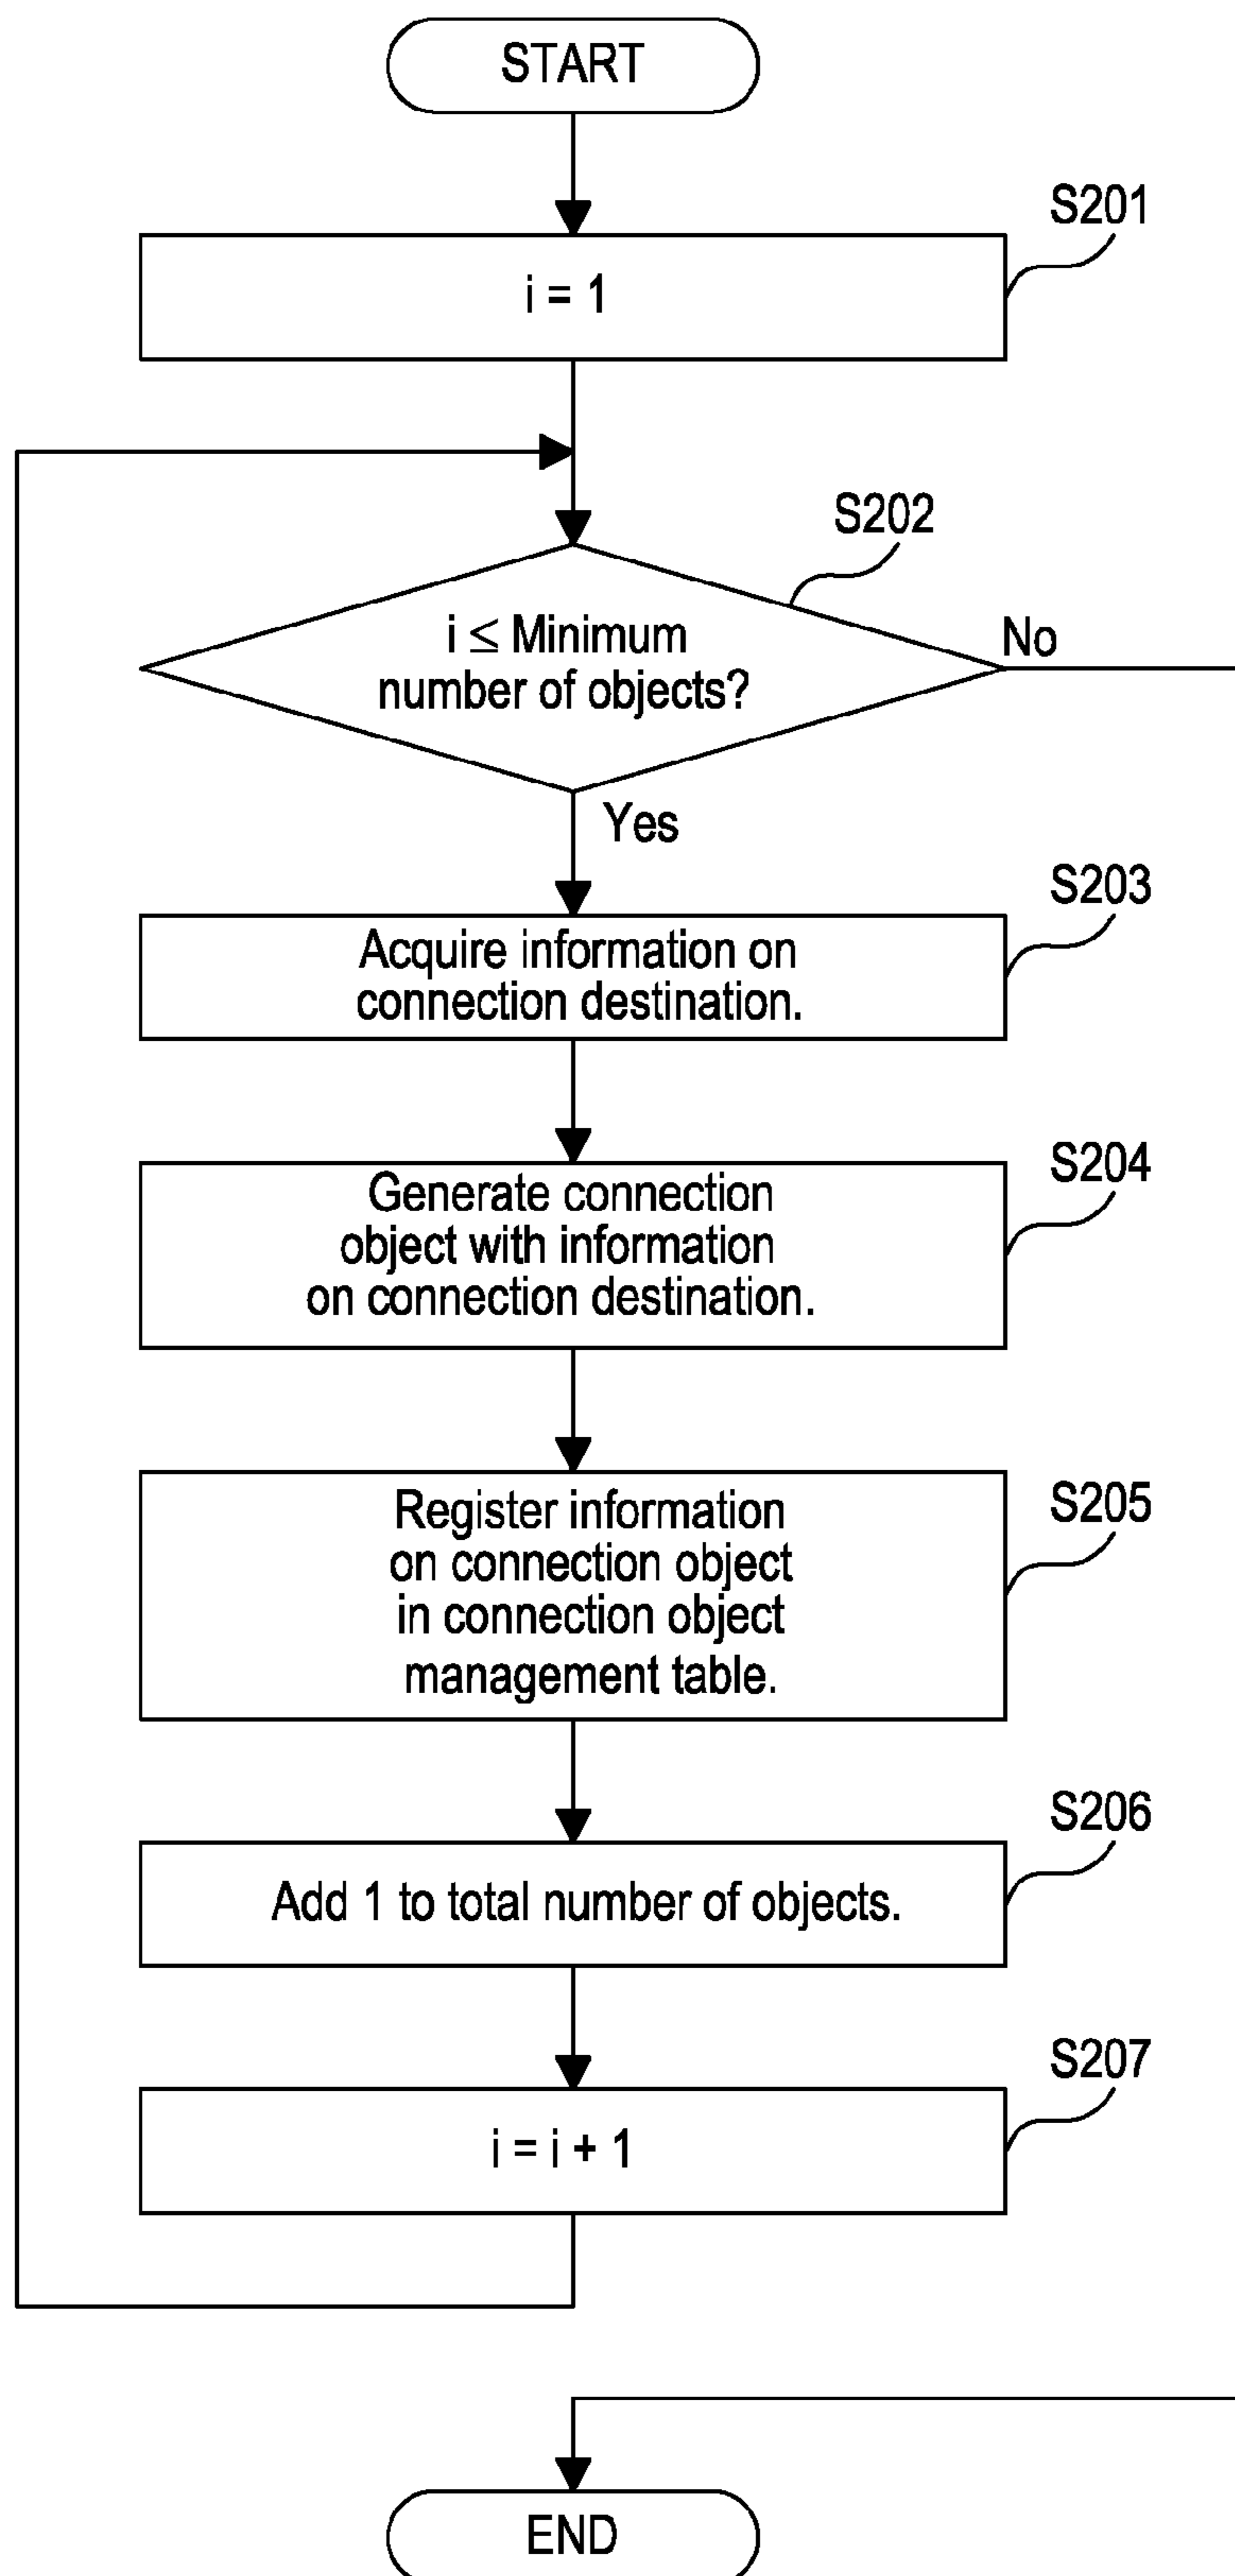 START
S201
i = 1
S202
i ≤ Minimum
number of objects?
No
Yes
S203
Acquire information on
connection destination.
S204
Generate connection
object with information
on connection destination.
S205
Register information
on connection object
in connection object
management table.
S206
Add 1 to total number of objects.
S207
i = i + 1
END